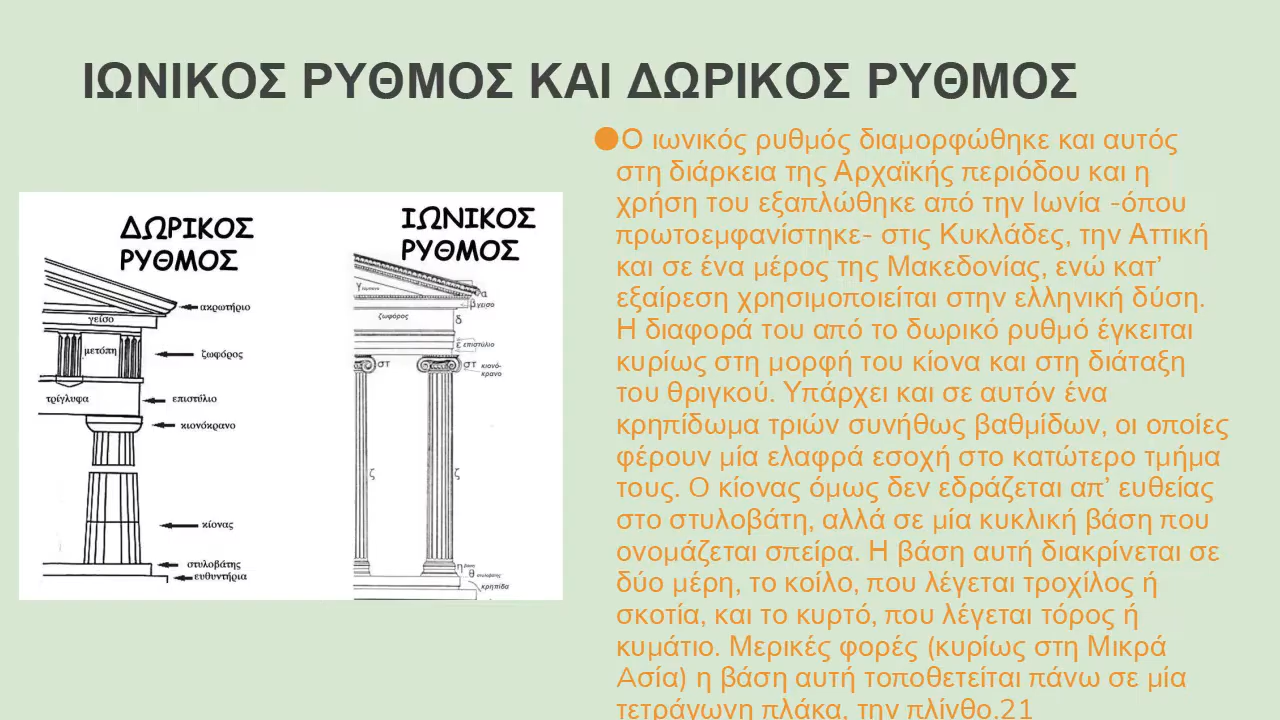 ΙΩΝΙΚΟΣ ΡΥΘΜΟΣ ΚΑΙ ΔΩΡΙΚΟΣ ΡΥΘΜΟΣ
ΔΩΡΙΚΟΣ
ΡΥΘΜΟΣ
ακρωτήριο
γείσο
μετόπη
ζωφόρος
τρίγλυφα
επιστύλιο
κιονόκρανο
κίονας
στυλοβάτης
ευθυντήρια
ΙΩΝΙΚΟΣ
ΡΥΘΜΟΣ
α
β γείσο
ζωφόρος
δ
ε επιστύλιο
στ
στ κιονό-
κρανο
ζ
ζ
η βάση
θ στυλοβάτης
κρηπίδα
●Ο ιωνικός ρυθμός διαμορφώθηκε και αυτός
στη διάρκεια της Αρχαϊκής περιόδου και η
χρήση του εξαπλώθηκε από την Ιωνία -όπου
πρωτοεμφανίστηκε- στις Κυκλάδες, την Αττική
και σε ένα μέρος της Μακεδονίας, ενώ κατ’
εξαίρεση χρησιμοποιείται στην ελληνική δύση.
Η διαφορά του από το δωρικό ρυθμό έγκειται
κυρίως στη μορφή του κίονα και στη διάταξη
του θριγκού. Υπάρχει και σε αυτόν ένα
κρηπίδωμα τριών συνήθως βαθμίδων, οι οποίες
φέρουν μία ελαφρά εσοχή στο κατώτερο τμήμα
τους. Ο κίονας όμως δεν εδράζεται απ’ ευθείας
στο στυλοβάτη, αλλά σε μία κυκλική βάση που
ονομάζεται σπείρα. Η βάση αυτή διακρίνεται σε
δύο μέρη, το κοίλο, που λέγεται τροχίλος ή
σκοτία, και το κυρτό, που λέγεται τόρος ή
κυμάτιο. Μερικές φορές (κυρίως στη Μικρά
Ασία) η βάση αυτή τοποθετείται πάνω σε μία
τετράγωνη πλάκα, την πλίνθο.21